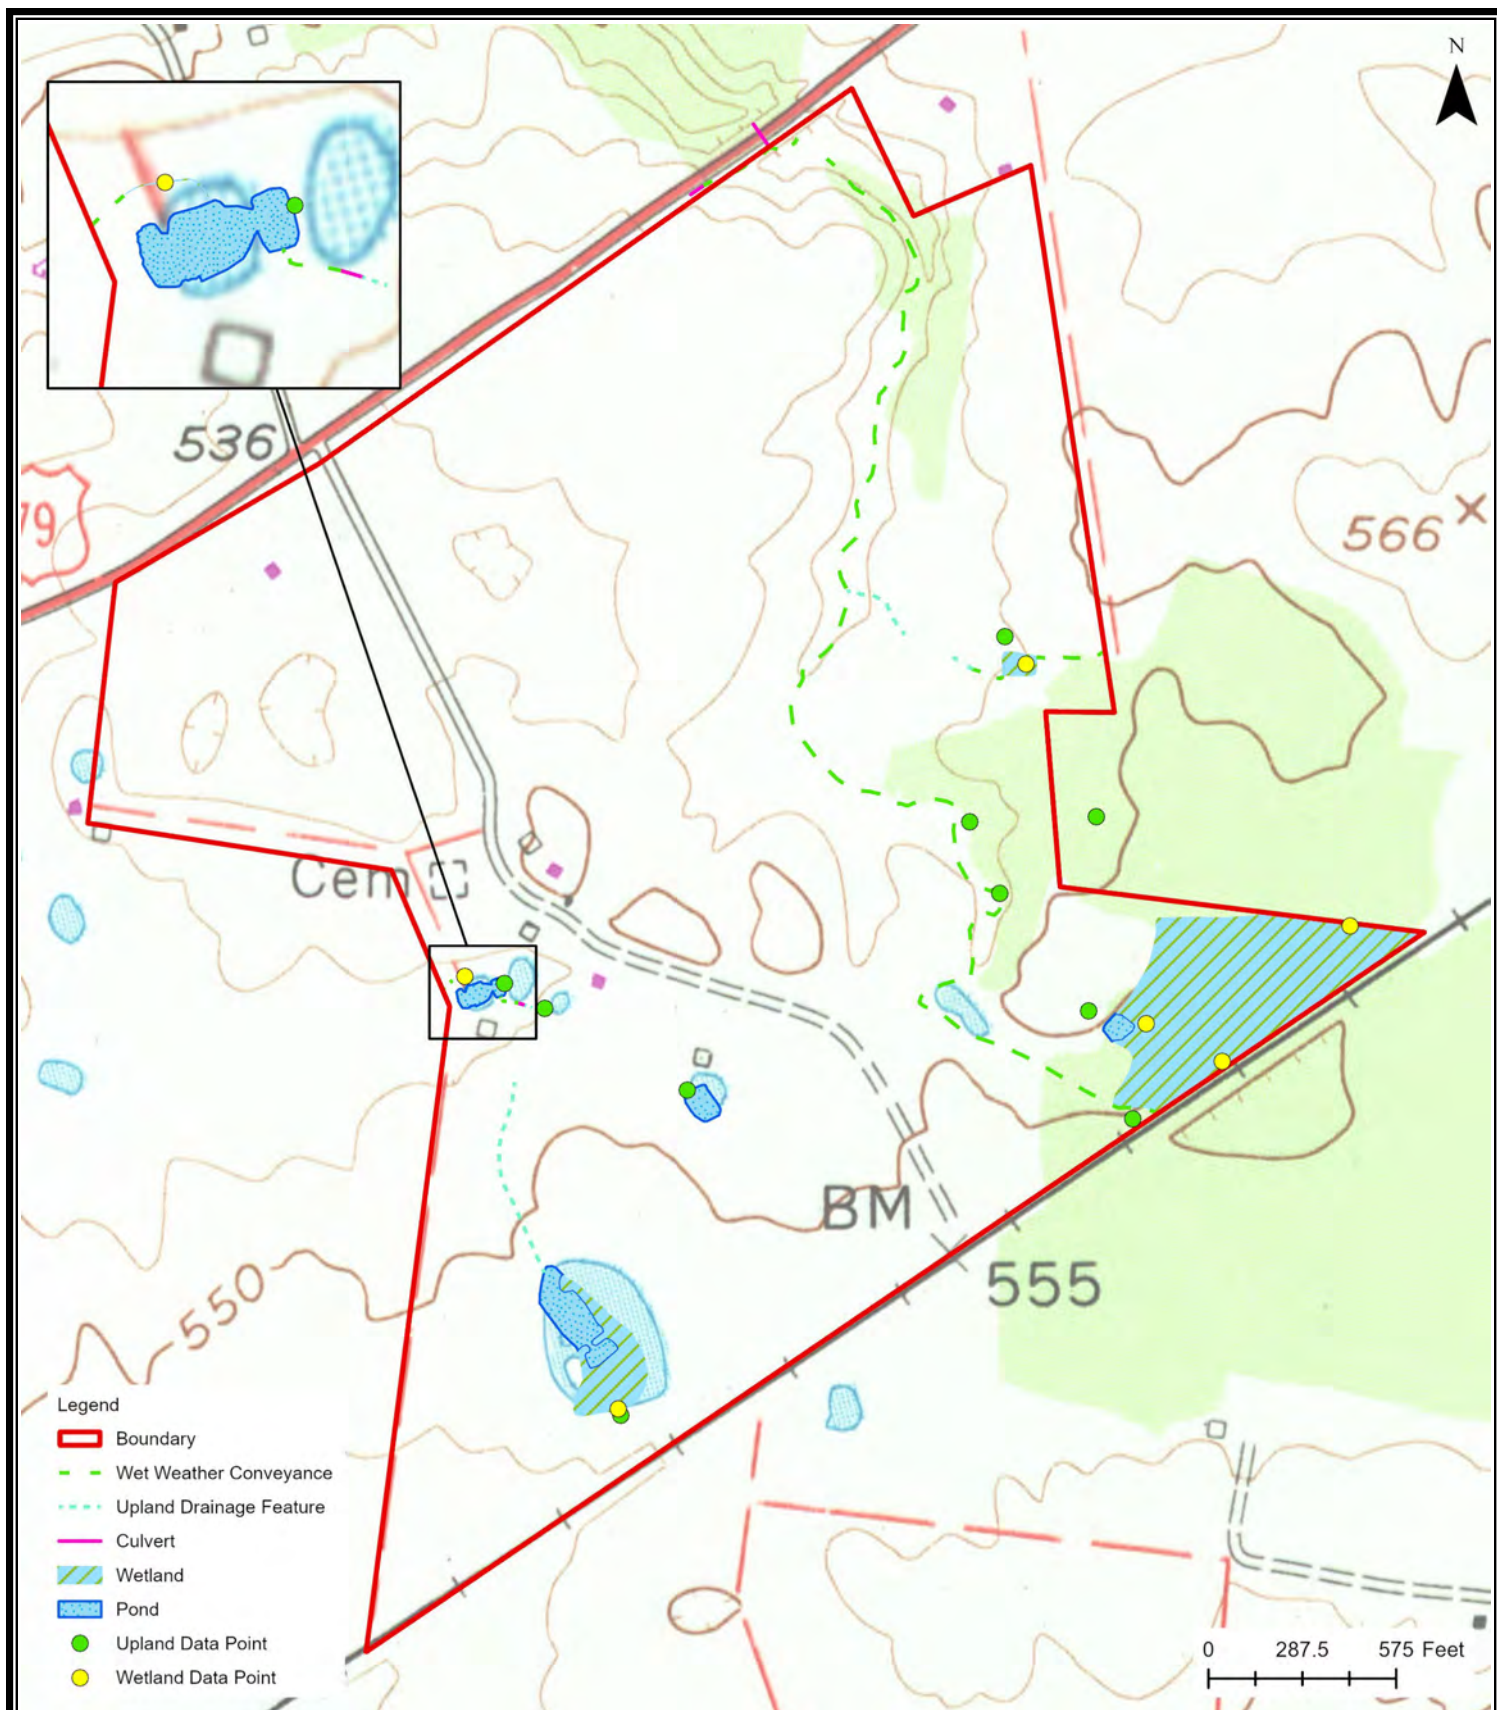 N
536
79
566
Cem
BM
555
550
Legend
Boundary
Wet Weather Conveyance
Upland Drainage Feature
Culvert
Wetland
Pond
Upland Data Point
Wetland Data Point
0 287.5 575 Feet